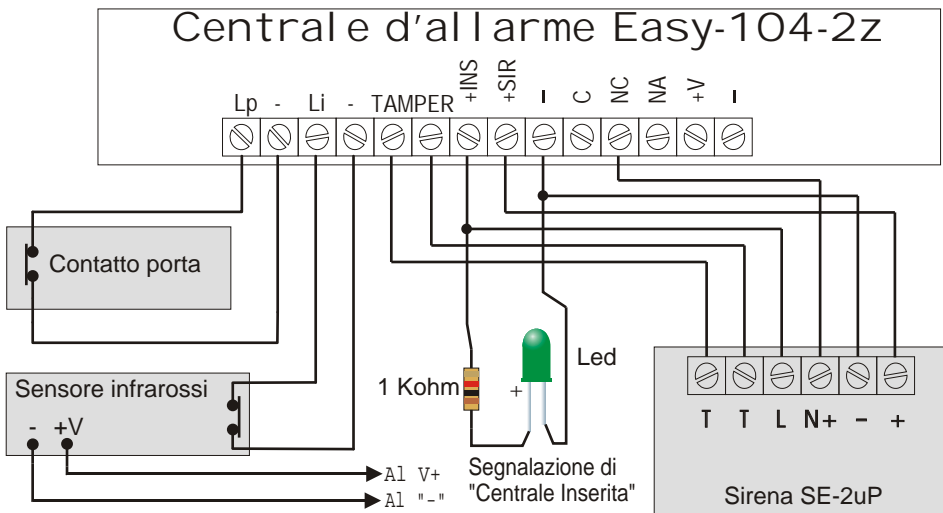 Centrale d'allarme Easy-104-2z
Lp - Li - TAMPER +INS +SIR - C NC NA +V -
Contatto porta
Sensore infrarossi
- +V
1 Kohm
+
Led
Al V+
Al "-"
Segnalazione di
"Centrale Inserita"
T T L N+ - +
Sirena SE-2uP